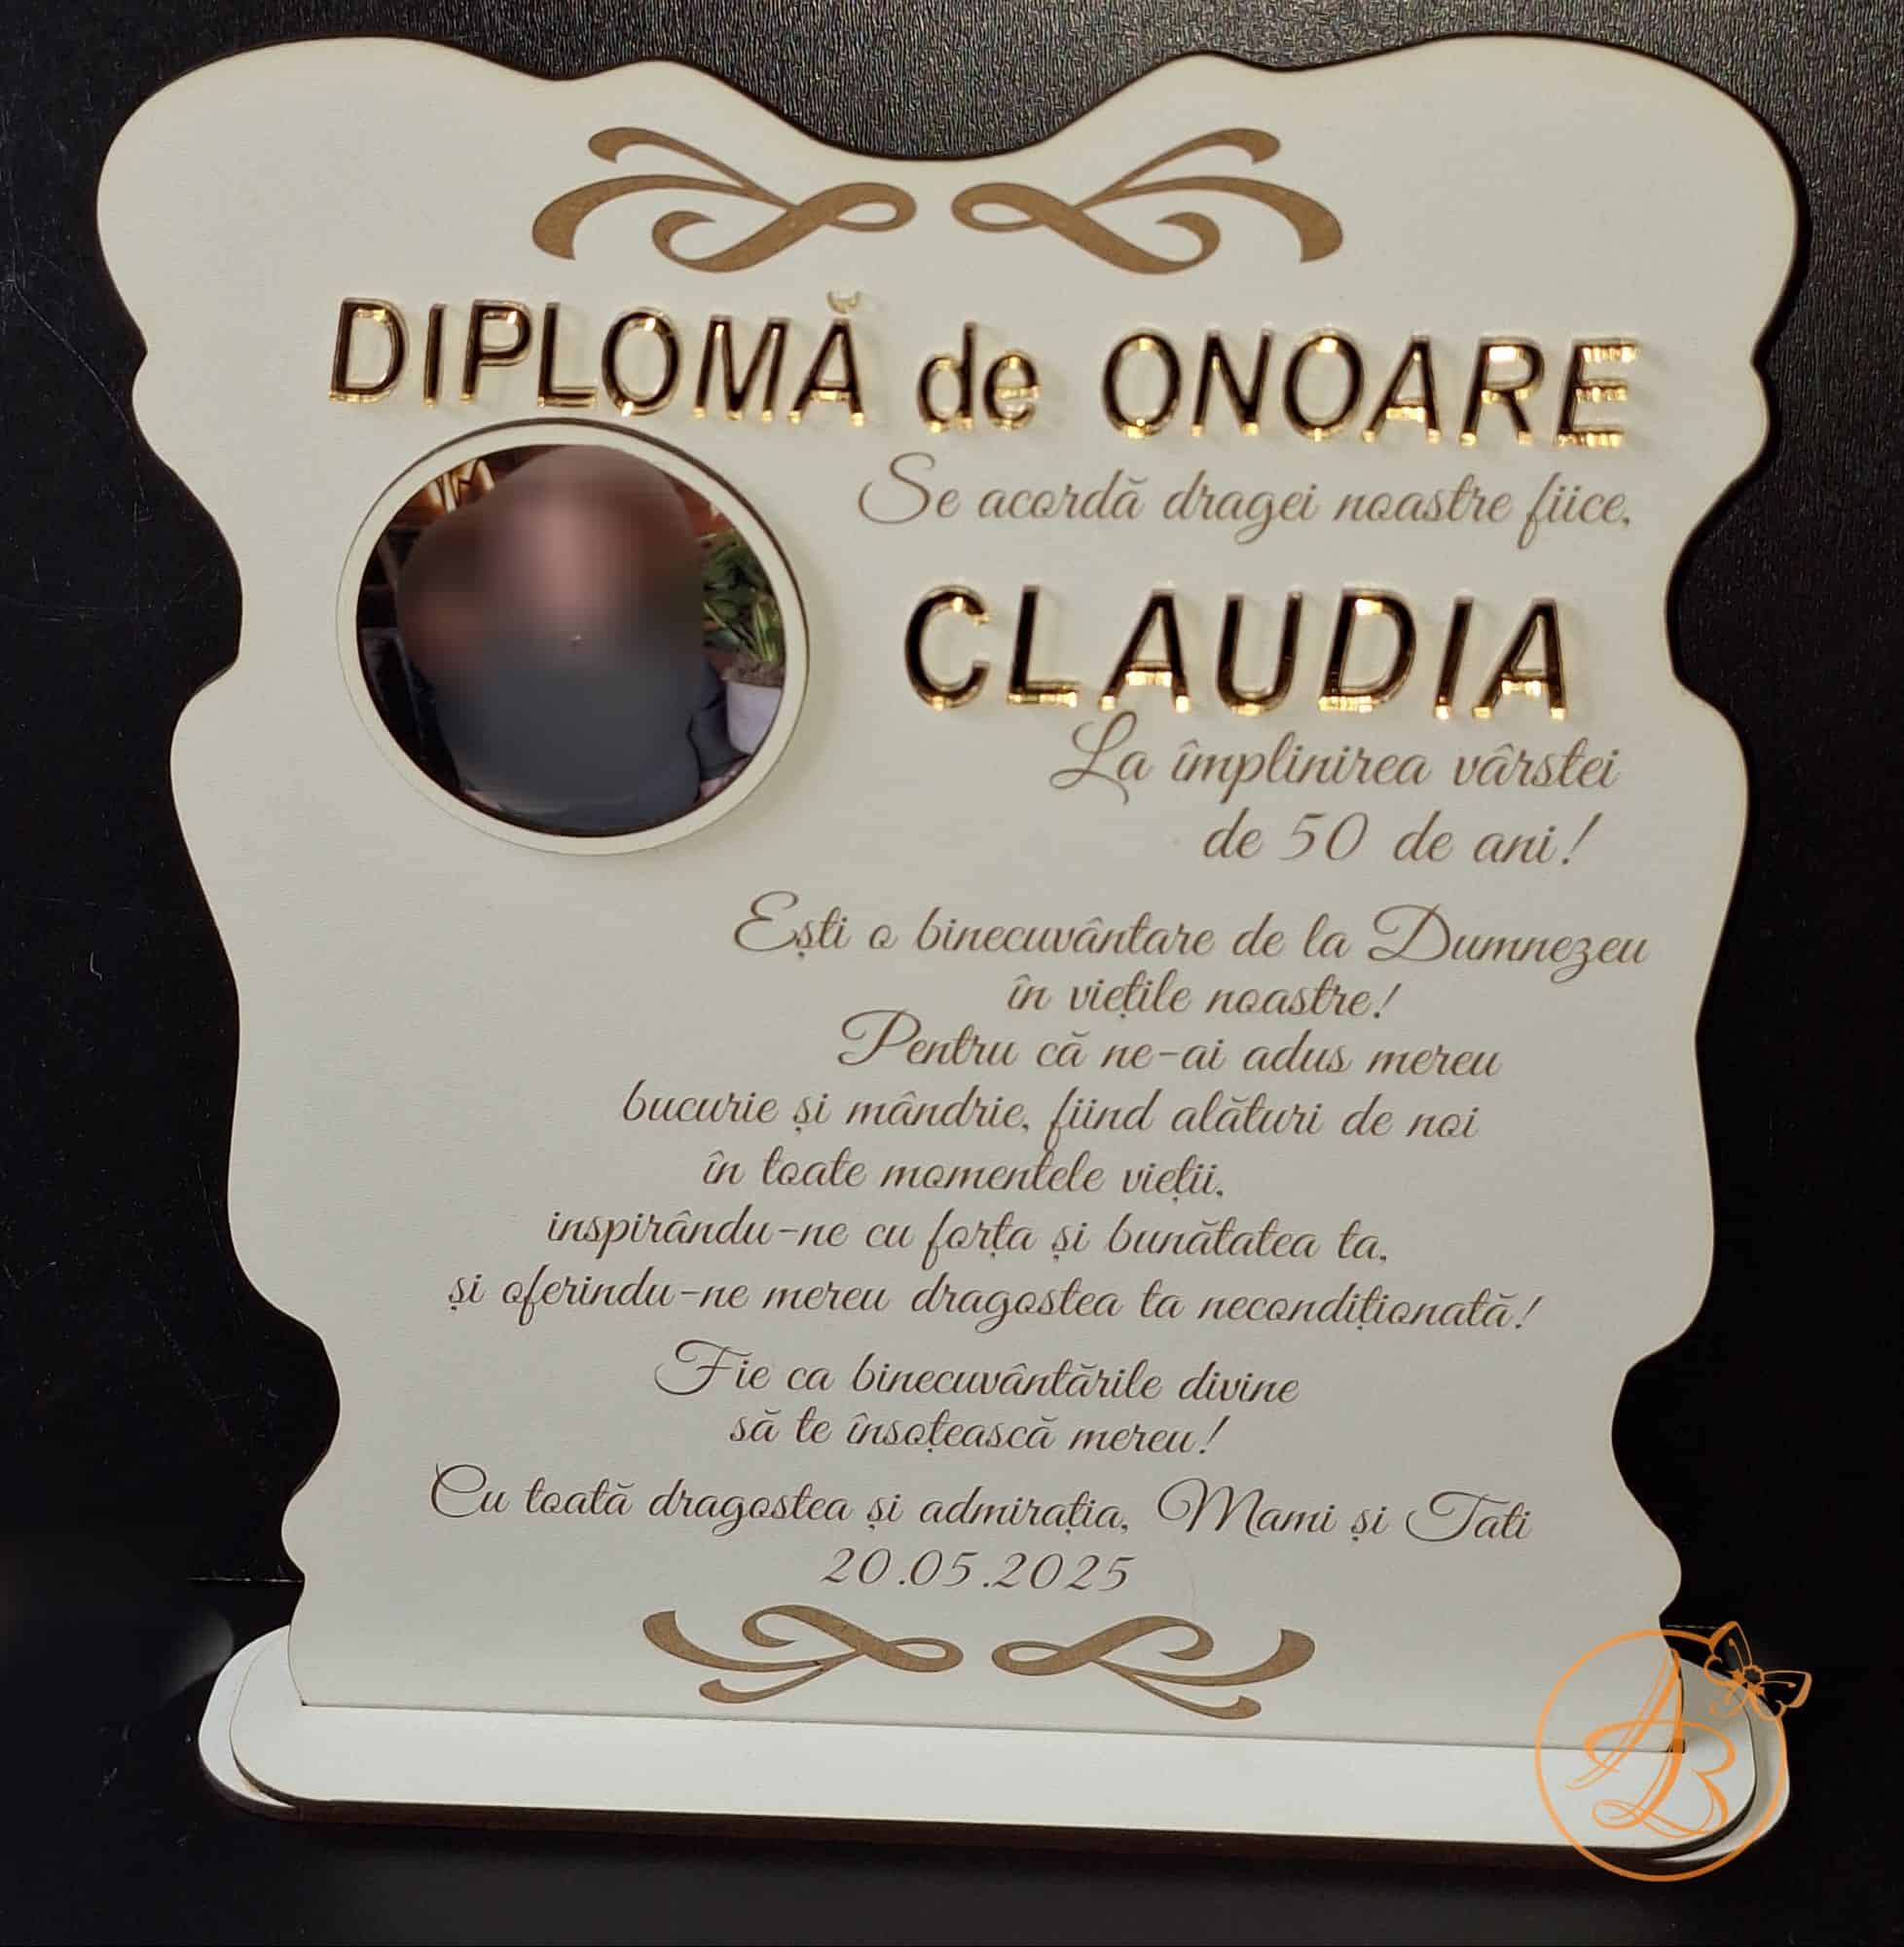 DIPLOMĂ de ONOARE
Se acordă dragei noastre fiice,
CLAUDIA
La împlinirea vârstei
de 50 de ani!
Ești o binecuvântare de la Dumnezeu
în viețile noastre!
Pentru că ne-ai adus mereu
bucurie și mândrie, fiind alături de noi
în toate momentele vieții,
inspirându-ne cu forța și bunătatea ta,
și oferindu-ne mereu dragostea ta necondiționată!
Fie ca binecuvântările divine
să te însoțească mereu!
Cu toată dragostea și admirația, Mami și Tati
20.05.2025
AB